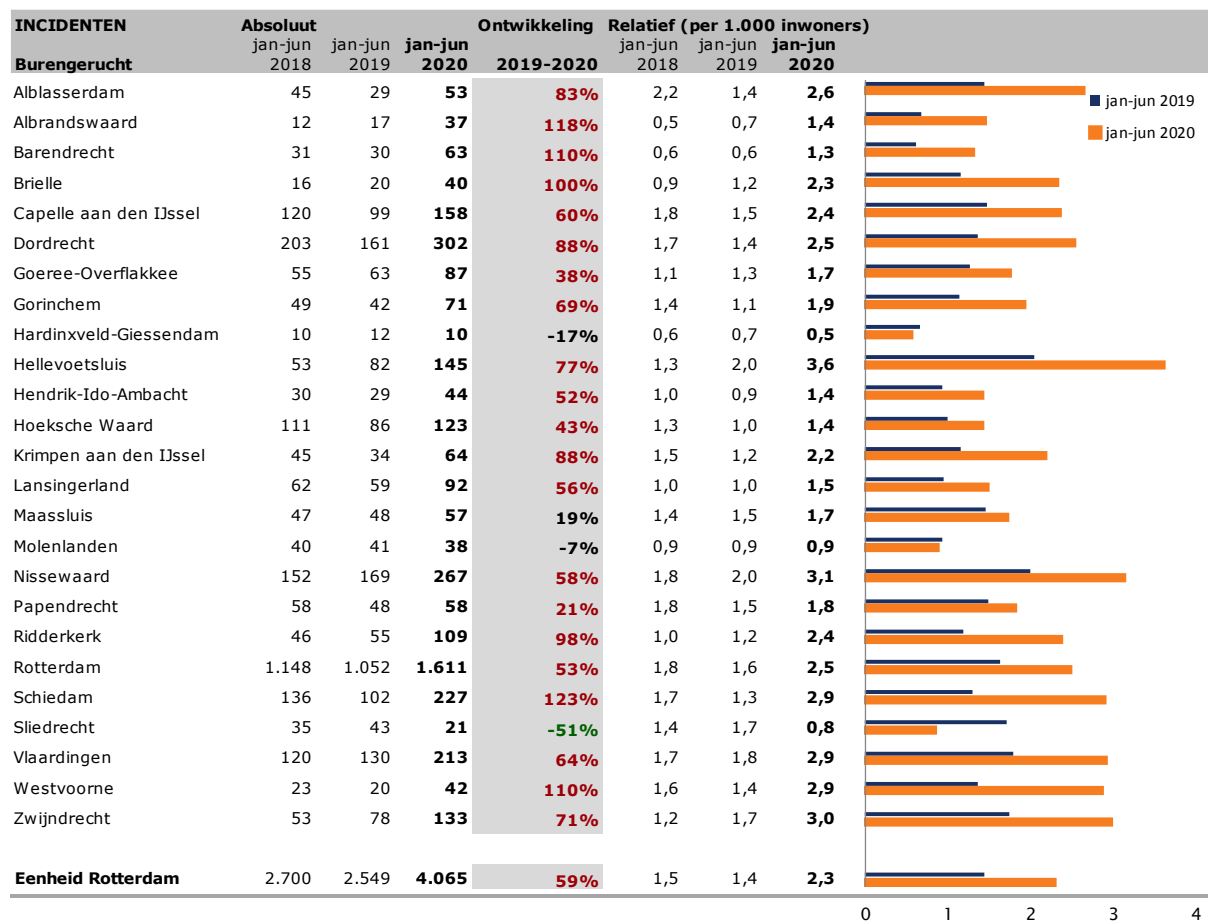 INCIDENTEN Absoluut Ontwikkeling Relatief (per 1.000 inwoners)
jan-jun jan-jun jan-jun jan-jun jan-jun jan-jun
Burengerucht 2018 2019 2020 2019-2020 2018 2019 2020
Alblasserdam 45 29 53 83% 2,2 1,4 2,6
jan-jun 2019
Albrandswaard 12 17 37 118% 0,5 0,7 1,4
jan-jun 2020
Barendrecht 31 30 63 110% 0,6 0,6 1,3
Brielle 16 20 40 100% 0,9 1,2 2,3
Capelle aan den IJssel 120 99 158 60% 1,8 1,5 2,4
Dordrecht 203 161 302 88% 1,7 1,4 2,5
Goeree-Overflakkee 55 63 87 38% 1,1 1,3 1,7
Gorinchem 49 42 71 69% 1,4 1,1 1,9
Hardinxveld-Giessendam 10 12 10 -17% 0,6 0,7 0,5
Hellevoetsluis 53 82 145 77% 1,3 2,0 3,6
Hendrik-Ido-Ambacht 30 29 44 52% 1,0 0,9 1,4
Hoeksche Waard 111 86 123 43% 1,3 1,0 1,4
Krimpen aan den IJssel 45 34 64 88% 1,5 1,2 2,2
Lansingerland 62 59 92 56% 1,0 1,0 1,5
Maassluis 47 48 57 19% 1,4 1,5 1,7
Molenlanden 40 41 38 -7% 0,9 0,9 0,9
Nissewaard 152 169 267 58% 1,8 2,0 3,1
Papendrecht 58 48 58 21% 1,8 1,5 1,8
Ridderkerk 46 55 109 98% 1,0 1,2 2,4
Rotterdam 1.148 1.052 1.611 53% 1,8 1,6 2,5
Schiedam 136 102 227 123% 1,7 1,3 2,9
Sliedrecht 35 43 21 -51% 1,4 1,7 0,8
Vlaardingen 120 130 213 64% 1,7 1,8 2,9
Westvoorne 23 20 42 110% 1,6 1,4 2,9
Zwijndrecht 53 78 133 71% 1,2 1,7 3,0
Eenheid Rotterdam 2.700 2.549 4.065 59% 1,5 1,4 2,3
0 1 2 3 4